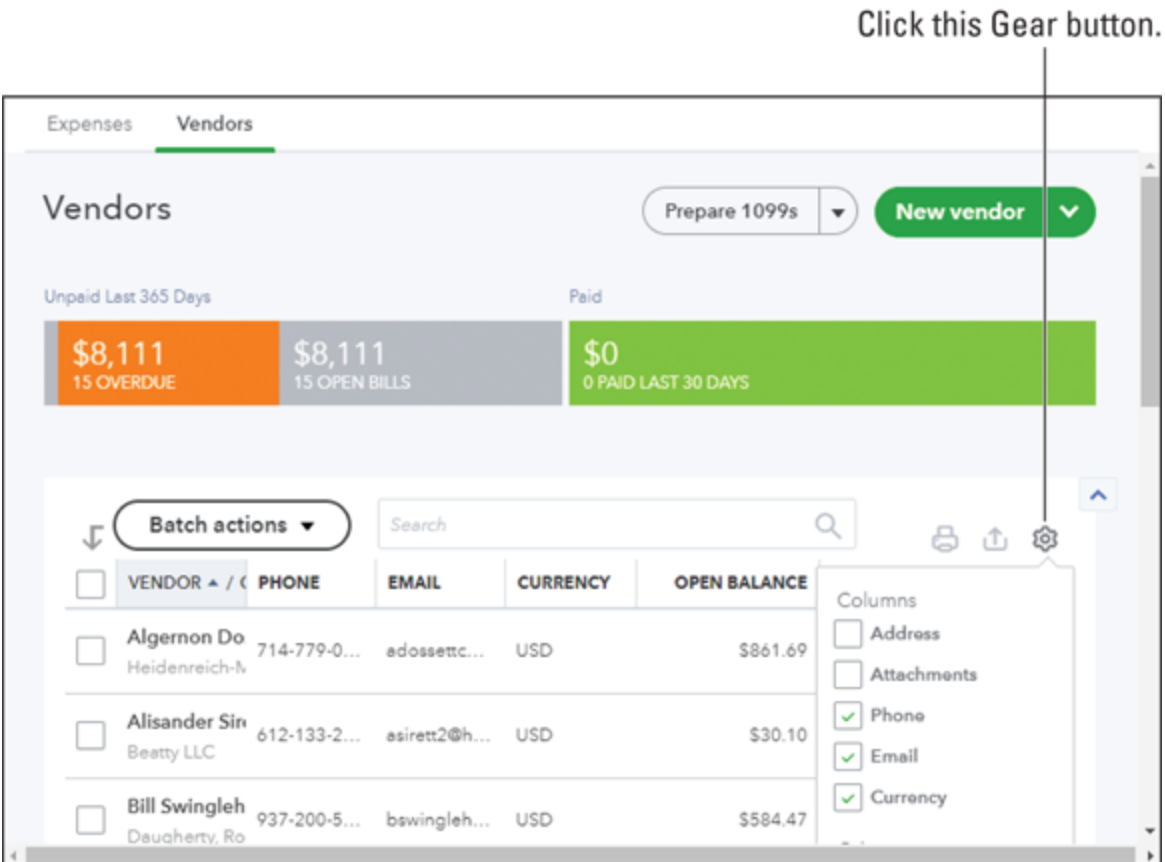 Click this Gear button.
Expenses Vendors
Vendors
Prepare 1099s
New vendor
Unpaid Last 365 Days
Paid
$8,111
15 OVERDUE
$8,111
15 OPEN BILLS
$0
0 PAID LAST 30 DAYS
Batch actions
Search
VENDOR / PHONE EMAIL CURRENCY OPEN BALANCE
Columns
Address
Attachments
Phone
Email
Currency
Algernon Do
Heidenreich-M
714-779-0... adossettc... USD $861.69
Alisander Sir
Beatty LLC
612-133-2... asirett2@h... USD $30.10
Bill Swingleh
Daugherty, Ro
937-200-5... bswingleh... USD $584.47